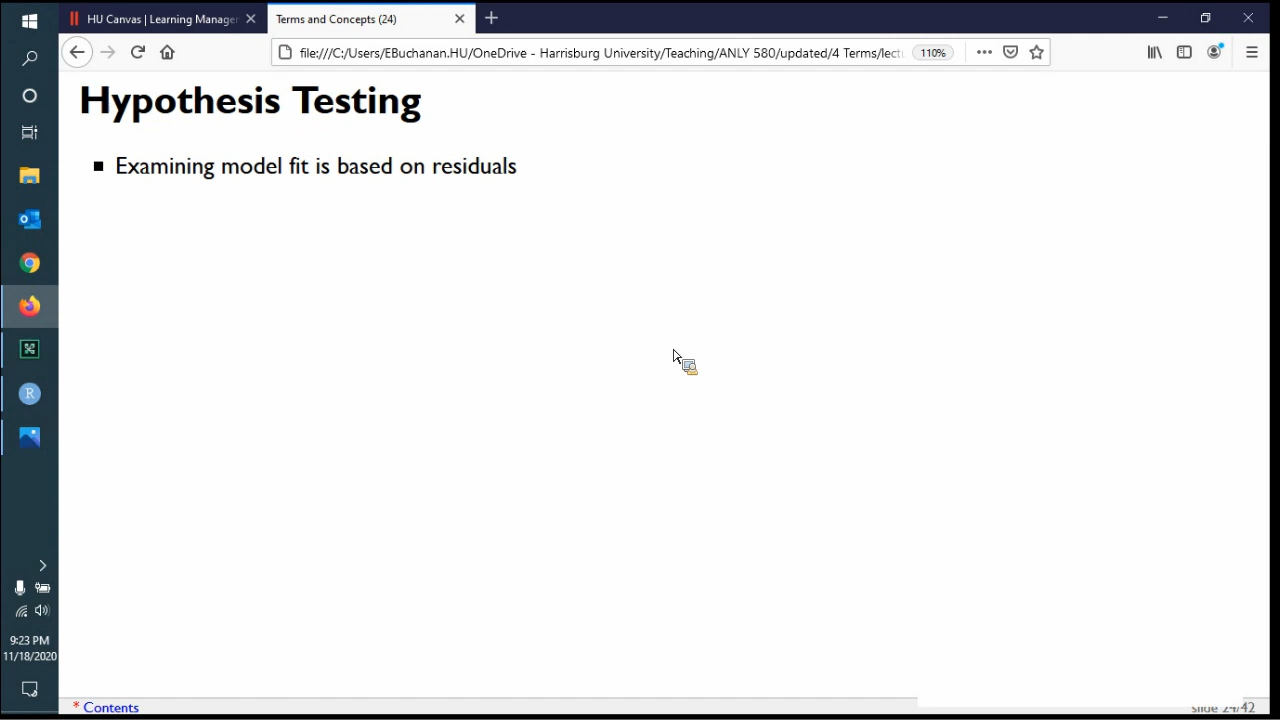 HU Canvas | Learning Manage
Terms and Concepts (24)
file:///C:/Users/EBuchanan.HU/OneDrive - Harrisburg University/Teaching/ANLY 580/updated/4 Terms/lect
110%
Hypothesis Testing
Examining model fit is based on residuals
R
9:23 PM
11/18/2020
* Contents
slide 24/42